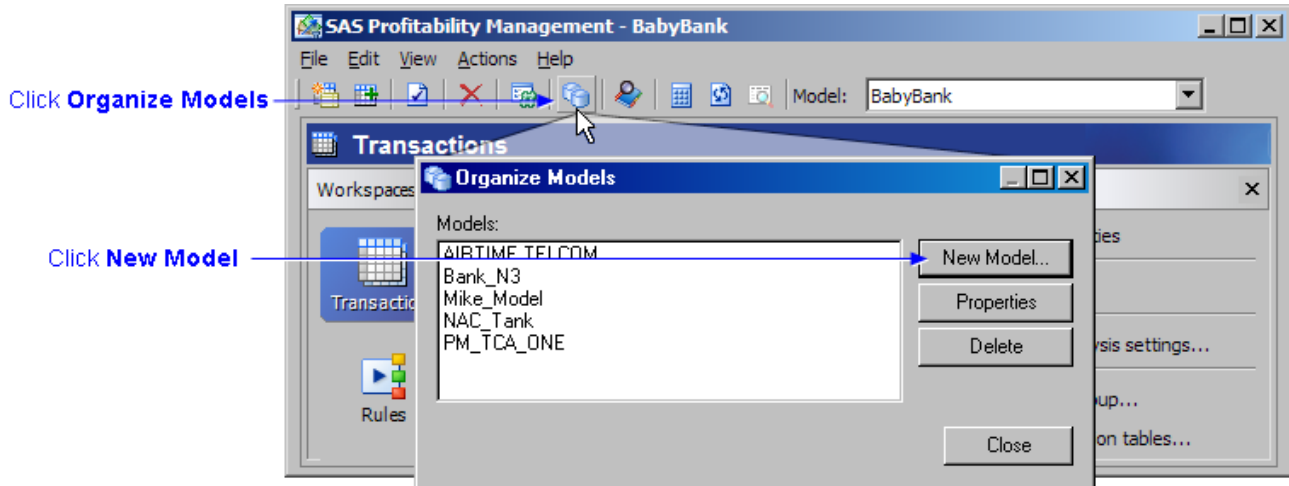 SAS Profitability Management - BabyBank
File Edit View Actions Help
Click Organize Models
Model: BabyBank
Transactions
Workspaces
Organize Models
Models:
AIRTIME_TELCOM
New Model...
Click New Model
Bank_N3
Mike_Model
Properties
NAC_Tank
PM_TCA_ONE
Delete
ysis settings...
Rules
oup...
Close
on tables...